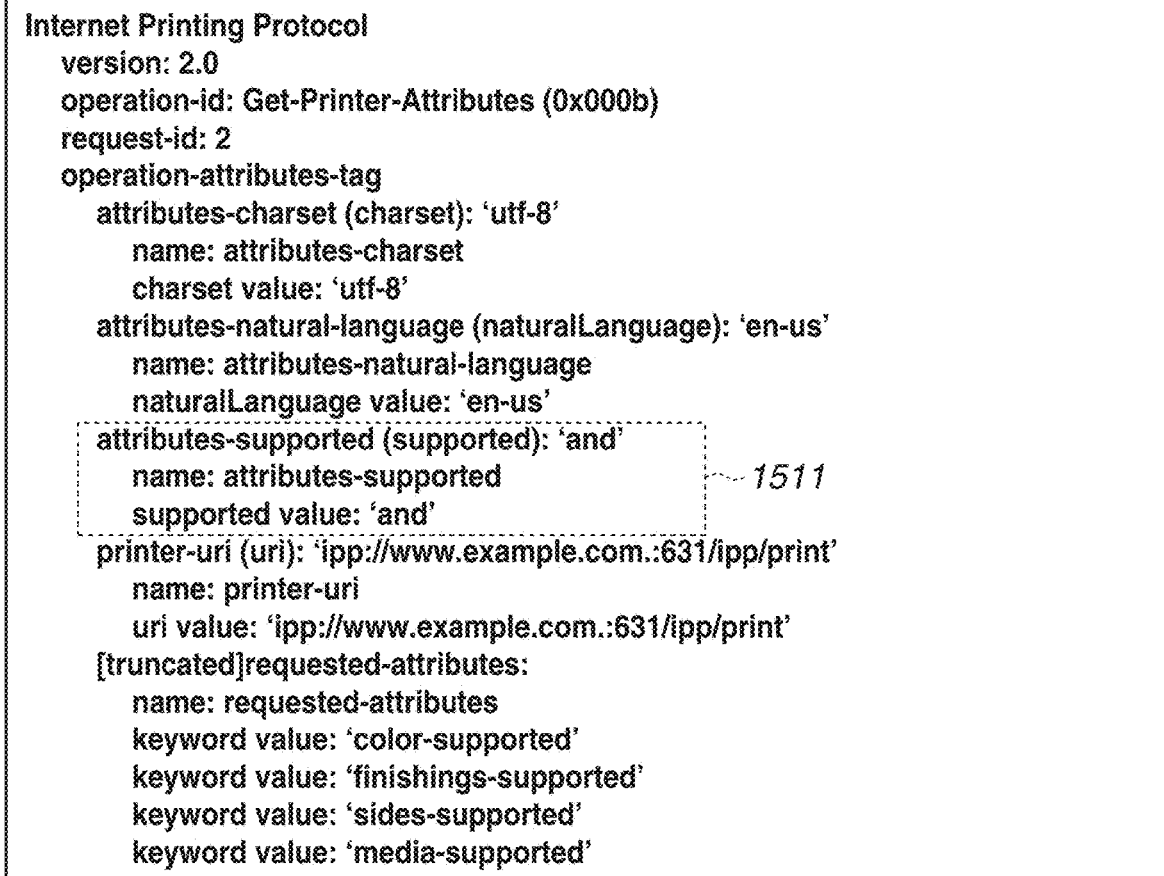 Internet Printing Protocol
version: 2.0
operation-id: Get-Printer-Attributes (0x000b)
request-id: 2
operation-attributes-tag
attributes-charset (charset): ‘utf-8’
name: attributes-charset
charset value: ‘utf-8’
attributes-natural-language (naturalLanguage): ‘en-us’
name: attributes-natural-language
naturalLanguage value: ‘en-us’
attributes-supported (supported): ‘and’
name: attributes-supported
1511
supported value: ‘and’
printer-uri (uri): ‘ipp://www.example.com.:631/ipp/print’
name: printer-uri
uri value: ‘ipp://www.example.com.:631/ipp/print’
[truncated]requested-attributes:
name: requested-attributes
keyword value: ‘color-supported’
keyword value: ‘finishings-supported’
keyword value: ‘sides-supported’
keyword value: ‘media-supported’